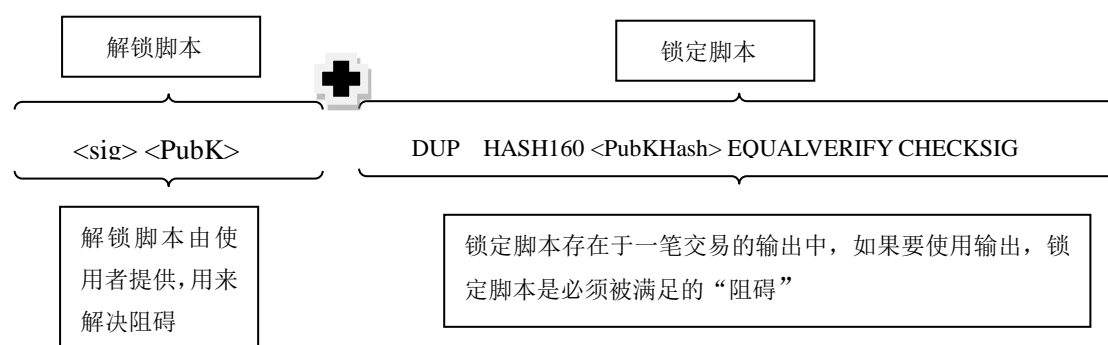 解锁脚本
锁定脚本
<sig> <PubK>
DUP HASH160 <PubKHash> EQUALVERIFY CHECKSIG
解锁脚本由使
用者提供,用来
解决阻碍
锁定脚本存在于一笔交易的输出中，如果要使用输出，锁
定脚本是必须被满足的“阻碍”